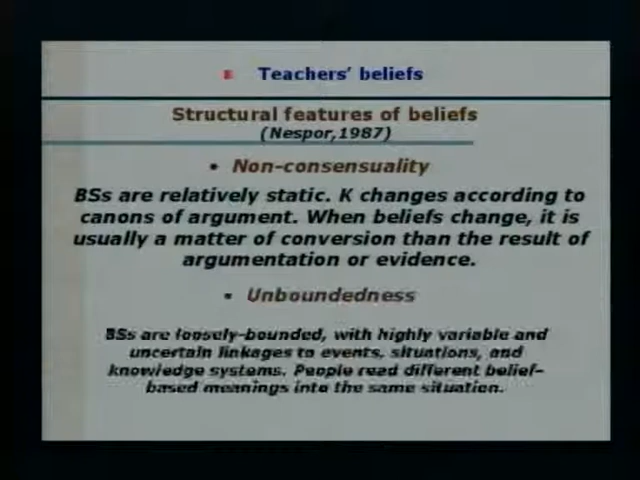 Teachers' beliefs
Structural features of beliefs
(Nespor,1987)
• Non-consensuality
BSs are relatively static. K changes according to
canons of argument. When beliefs change, it is
usually a matter of conversion than the result of
argumentation or evidence.
• Unboundedness
BSs are loosely-bounded, with highly variable and
uncertain linkages to events, situations, and
knowledge systems. People read different belief-
based meanings into the same situation.